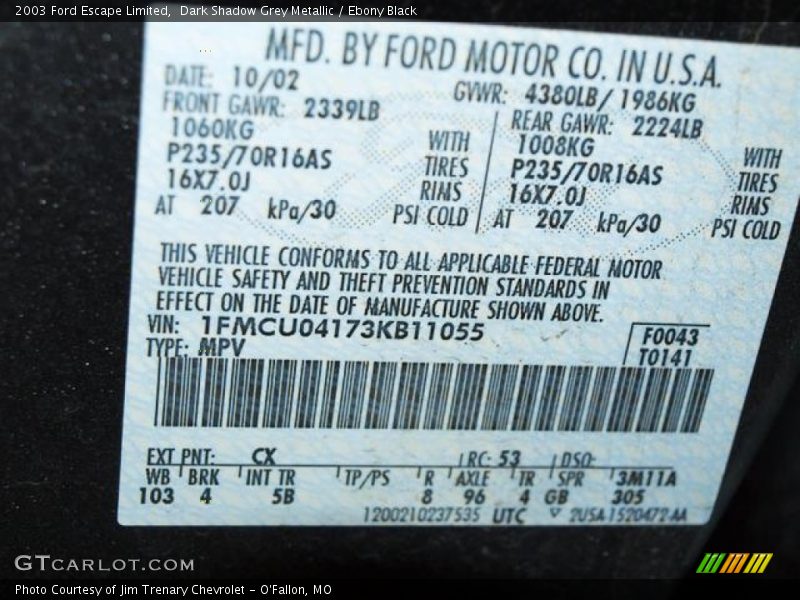 2003 Ford Escape Limited, Dark Shadow Grey Metallic / Ebony Black
MFD. BY FORD MOTOR CO. IN U.S.A.
DATE: 10/02 GVWR: 4380LB/ 1986KG
FRONT GAWR: 2339LB REAR GAWR: 2224LB
1060KG WITH 1008KG WITH
P235/70R16AS TIRES P235/70R16AS TIRES
16X7.0J RIMS 16X7.0J RIMS
AT 207 kPa/30 PSI COLD AT 207 kPa/30 PSI COLD
THIS VEHICLE CONFORMS TO ALL APPLICABLE FEDERAL MOTOR
VEHICLE SAFETY AND THEFT PREVENTION STANDARDS IN
EFFECT ON THE DATE OF MANUFACTURE SHOWN ABOVE.
VIN: 1FMCU04173KB11055 F0043
TYPE: MPV T0141
EXT PNT: CX RC: 53 DSO:
WB BRK INT TR TP/PS R AXLE TR SPR 3M11A
103 4 5B 8 96 4 GB 305
1200210237535 UTC 2USA-1520472-AA
GTcarlot.com
Photo Courtesy of Jim Trenary Chevrolet - O'Fallon, MO